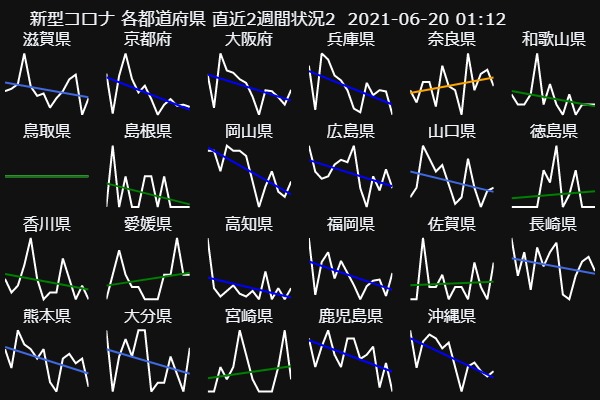 新型コロナ 各都道府県 直近2週間状況2 2021-06-20 01:12
滋賀県 京都府 大阪府 兵庫県 奈良県 和歌山県
鳥取県 島根県 岡山県 広島県 山口県 徳島県
香川県 愛媛県 高知県 福岡県 佐賀県 長崎県
熊本県 大分県 宮崎県 鹿児島県 沖縄県